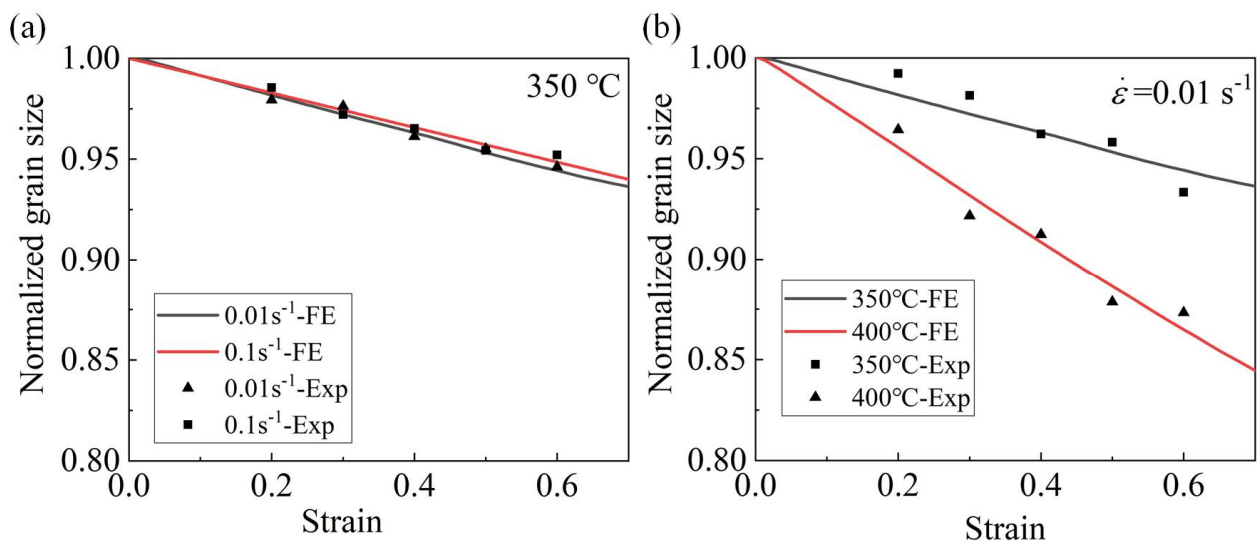 (a)
Normalized grain size
1.00
0.95
0.90
0.85
0.80
350 °C
0.01s⁻¹-FE
0.1s⁻¹-FE
0.01s⁻¹-Exp
0.1s⁻¹-Exp
0.0
0.2
0.4
0.6
Strain
(b)
Normalized grain size
1.00
0.95
0.90
0.85
0.80
ε̇=0.01 s⁻¹
350°C-FE
400°C-FE
350°C-Exp
400°C-Exp
0.0
0.2
0.4
0.6
Strain